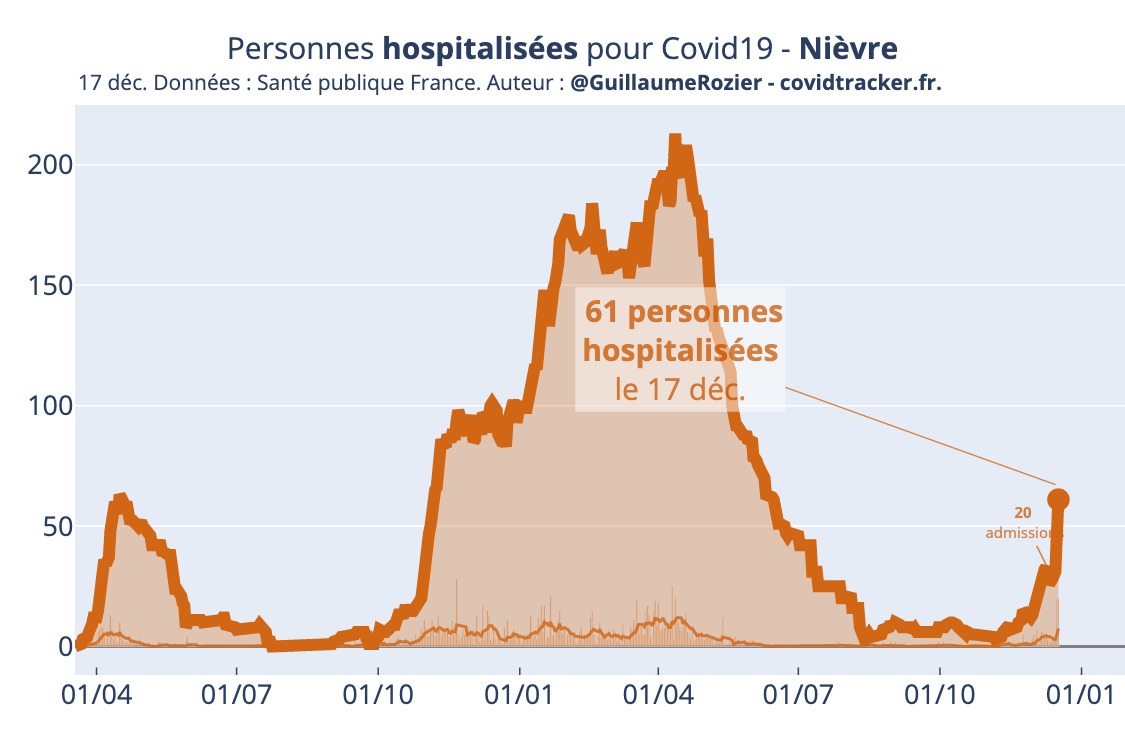 Personnes hospitalisées pour Covid19 - Nièvre
17 déc. Données : Santé publique France. Auteur : @GuillaumeRozier - covidtracker.fr.
200
150
100
50
0
61 personnes
hospitalisées
le 17 déc.
20
admissions
01/04
01/07
01/10
01/01
01/04
01/07
01/10
01/01